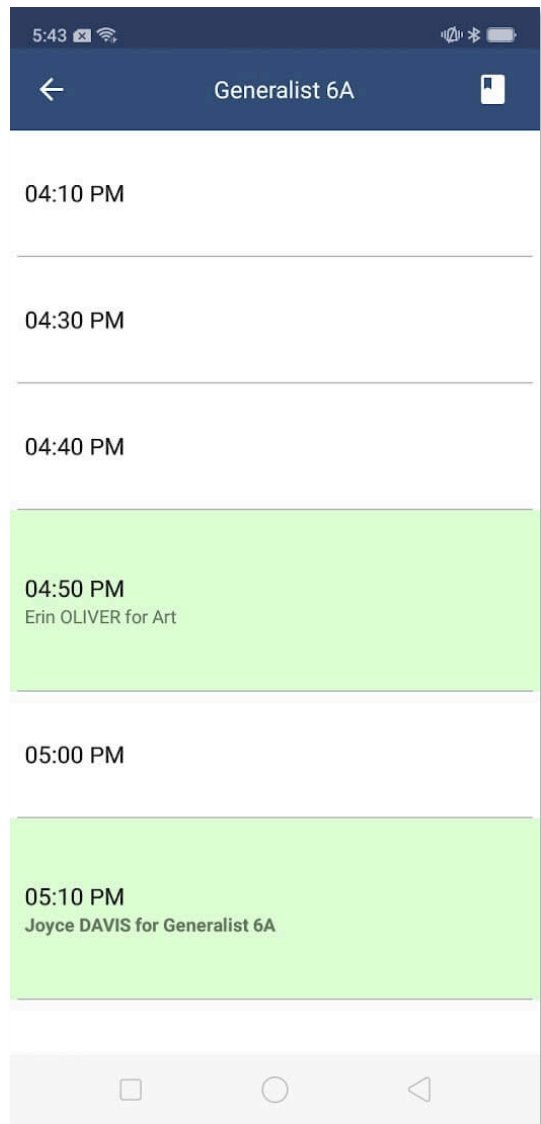 5:43
Generalist 6A
04:10 PM
04:30 PM
04:40 PM
04:50 PM
Erin OLIVER for Art
05:00 PM
05:10 PM
Joyce DAVIS for Generalist 6A